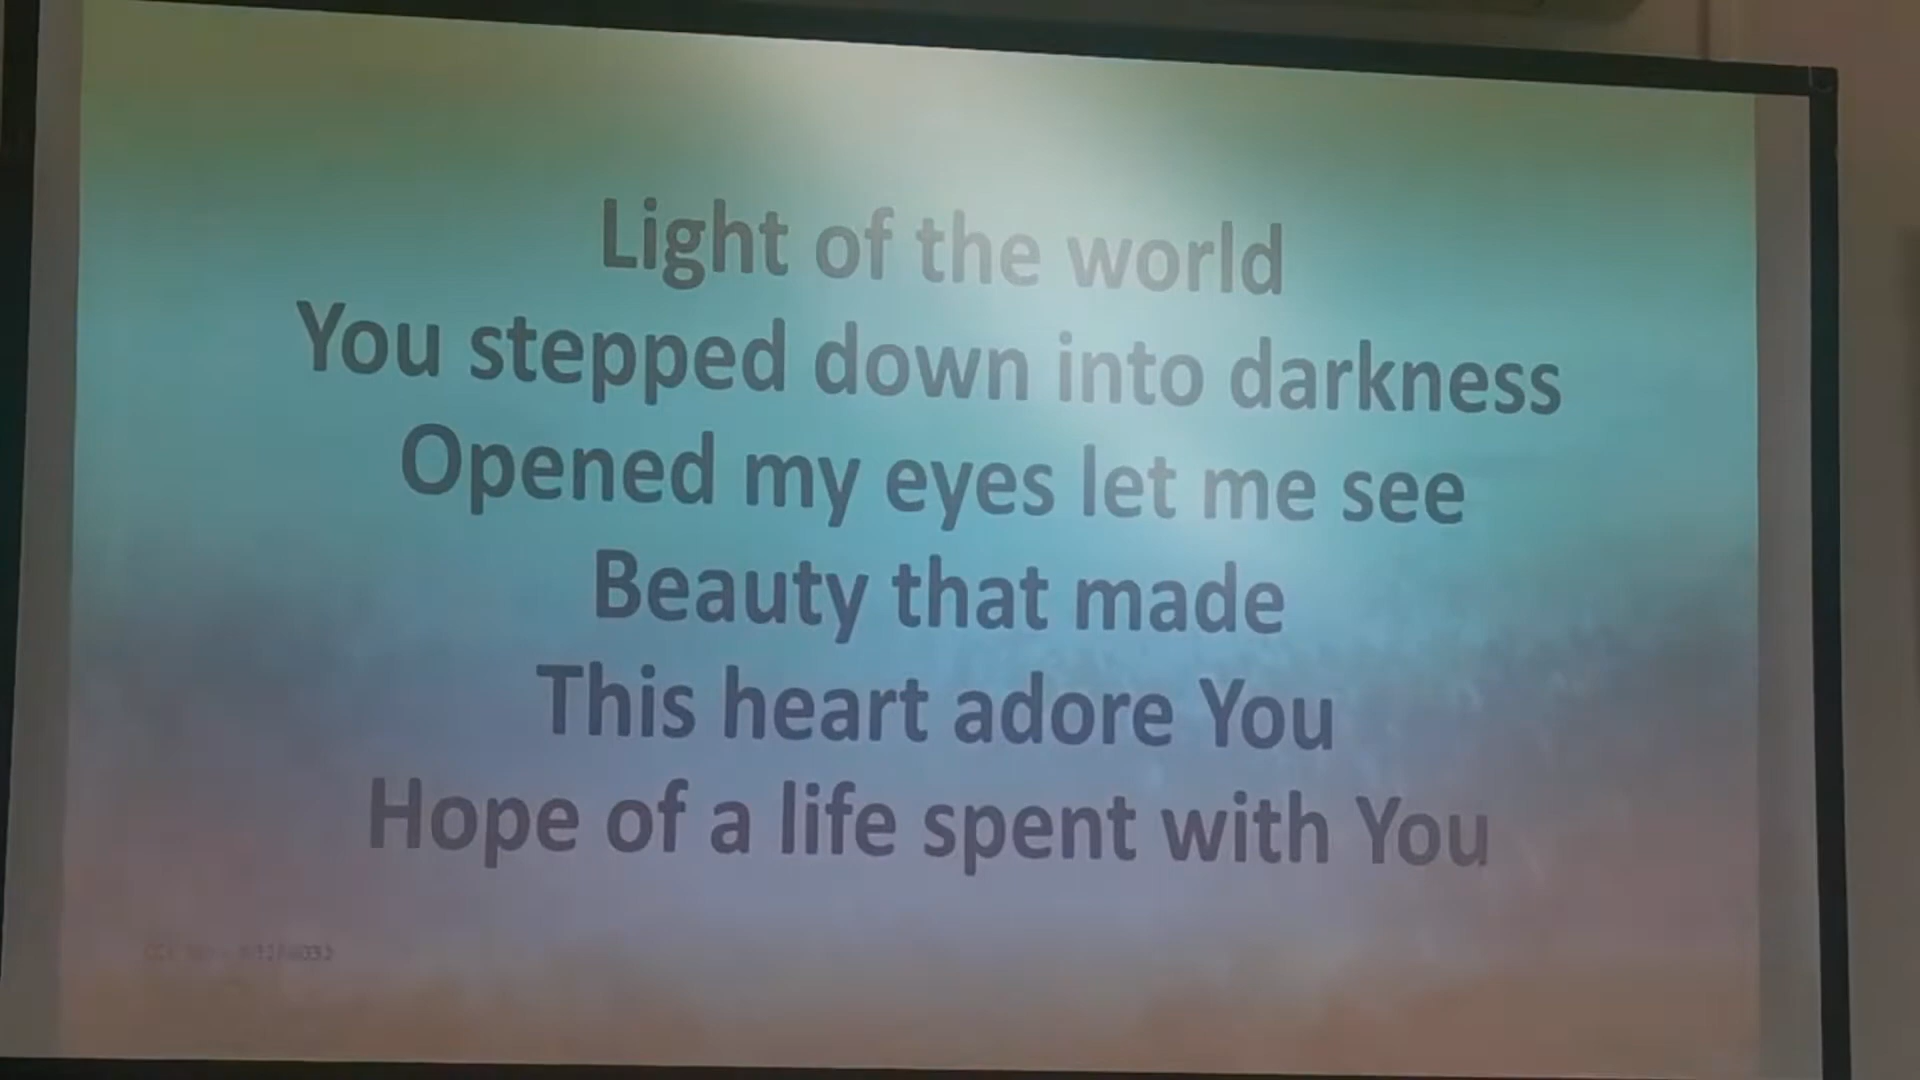 Light of the world
You stepped down into darkness
Opened my eyes let me see
Beauty that made
This heart adore You
Hope of a life spent with You